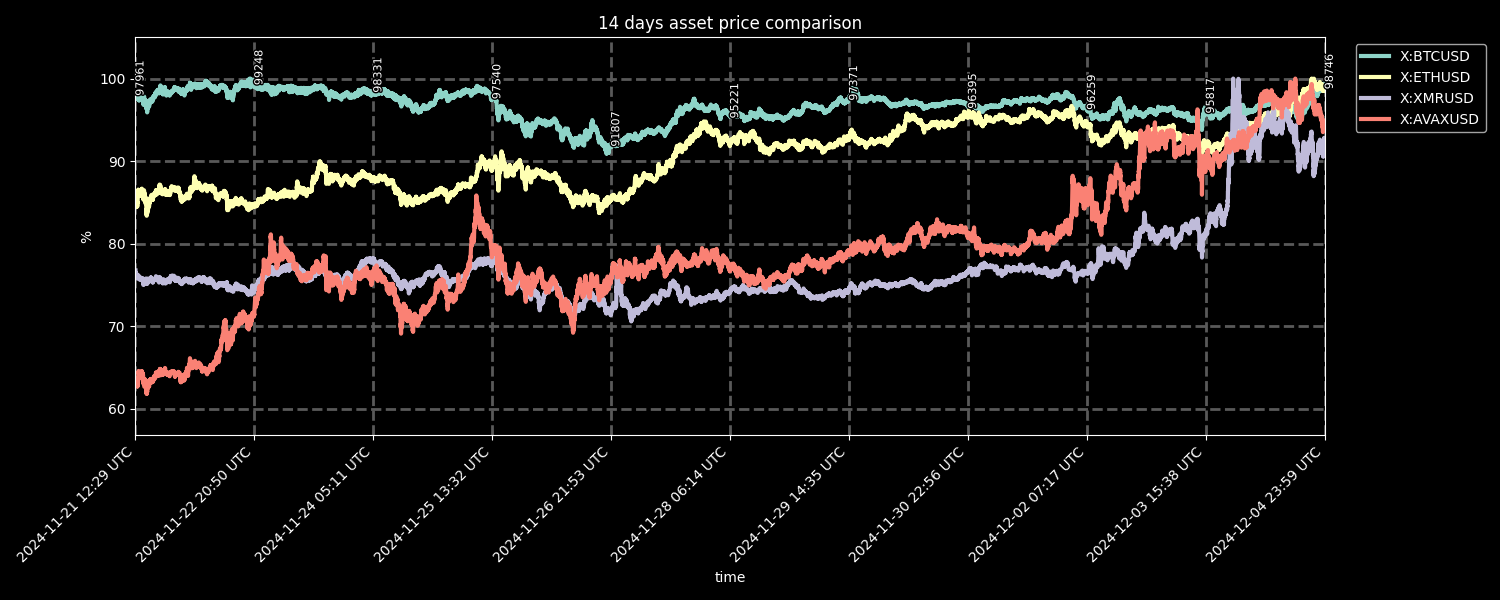 14 days asset price comparison
100
90
80
70
60
%
97961
99248
98331
97540
91807
95221
97371
96395
96259
95817
98746
X:BTCUSD
X:ETHUSD
X:XMRUSD
X:AVAXUSD
2024-11-21 12:29 UTC
2024-11-22 20:50 UTC
2024-11-24 05:11 UTC
2024-11-25 13:32 UTC
2024-11-26 21:53 UTC
2024-11-28 06:14 UTC
2024-11-29 14:35 UTC
2024-11-30 22:56 UTC
2024-12-02 07:17 UTC
2024-12-03 15:38 UTC
2024-12-04 23:59 UTC
time